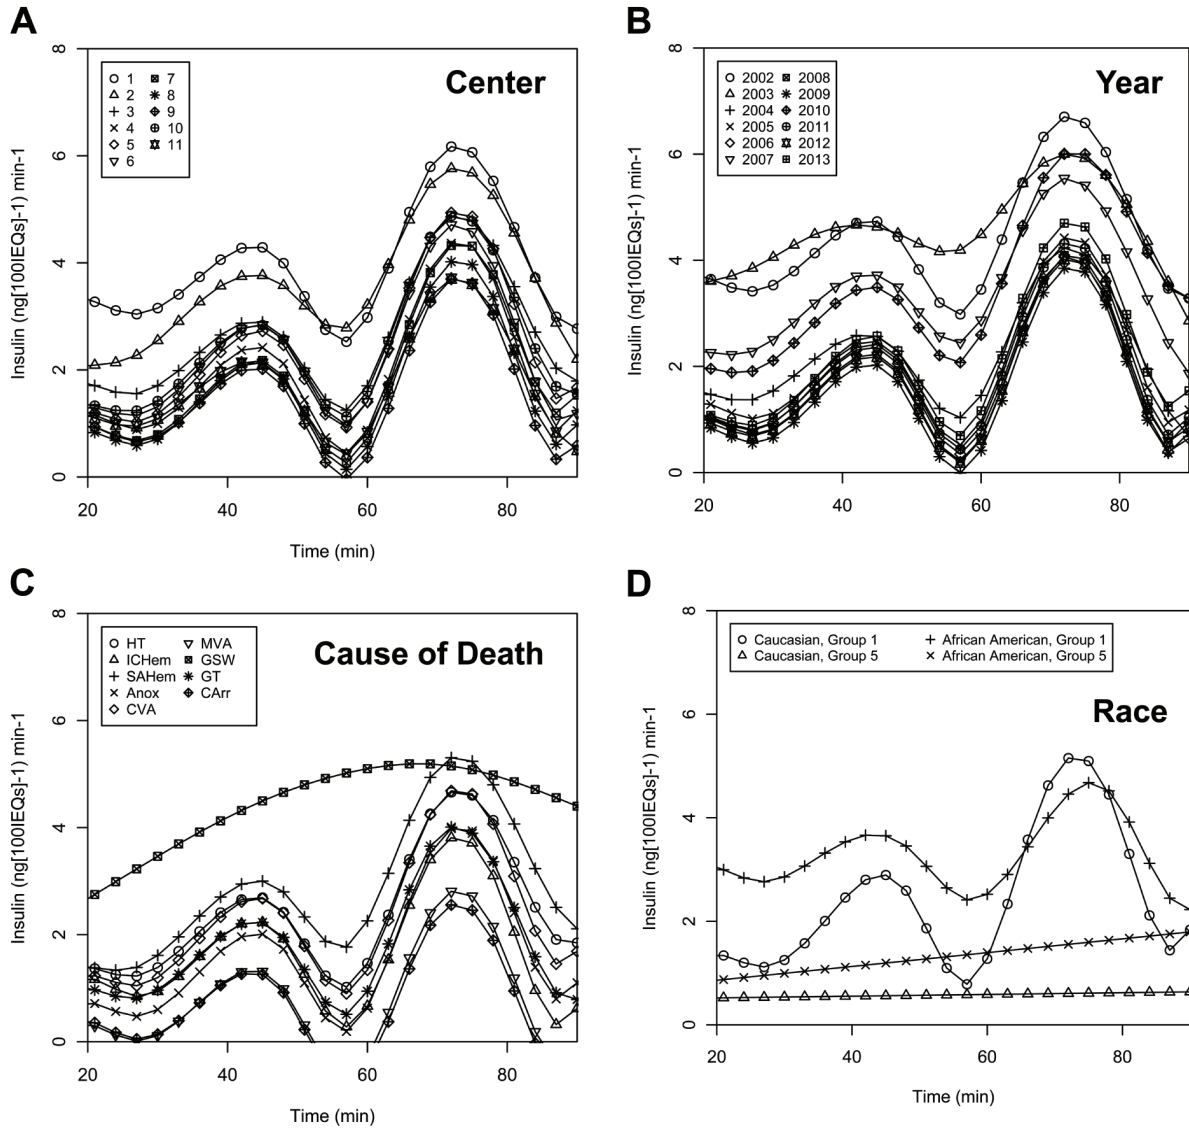 A
Center
1 7
2 8
3 9
4 10
5 11
6
8
6
4
2
0
20 40 60 80
Insulin (ng[100IEQs]-1) min-1
Time (min)
B
Year
2002 2008
2003 2009
2004 2010
2005 2011
2006 2012
2007 2013
8
6
4
2
0
20 40 60 80
Insulin (ng[100IEQs]-1) min-1
Time (min)
C
Cause of Death
HT MVA
ICHem GSW
SAHem GT
Anox CArr
CVA
8
6
4
2
0
20 40 60 80
Insulin (ng[100IEQs]-1) min-1
Time (min)
D
Caucasian, Group 1 African American, Group 1
Caucasian, Group 5 African American, Group 5
Race
8
6
4
2
0
20 40 60 80
Insulin (ng[100IEQs]-1) min-1
Time (min)